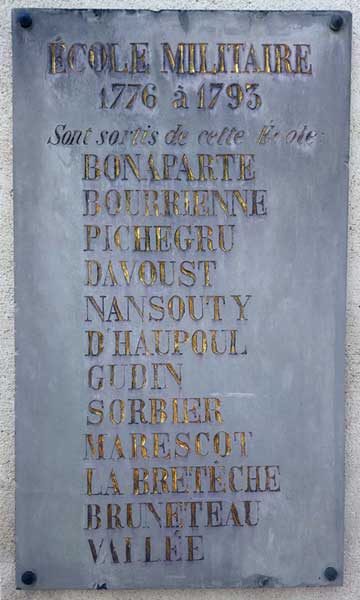 ÉCOLE MILITAIRE
1776 à 1793
Sont sortis de cette École:
BONAPARTE
BOURRIENNE
PICHEGRU
DAVOUST
NANSOUTY
D'HAUPOUL
GUDIN
SORBIER
MARESCOT
LA BRETÈCHE
BRUNETEAU
VALLÉE